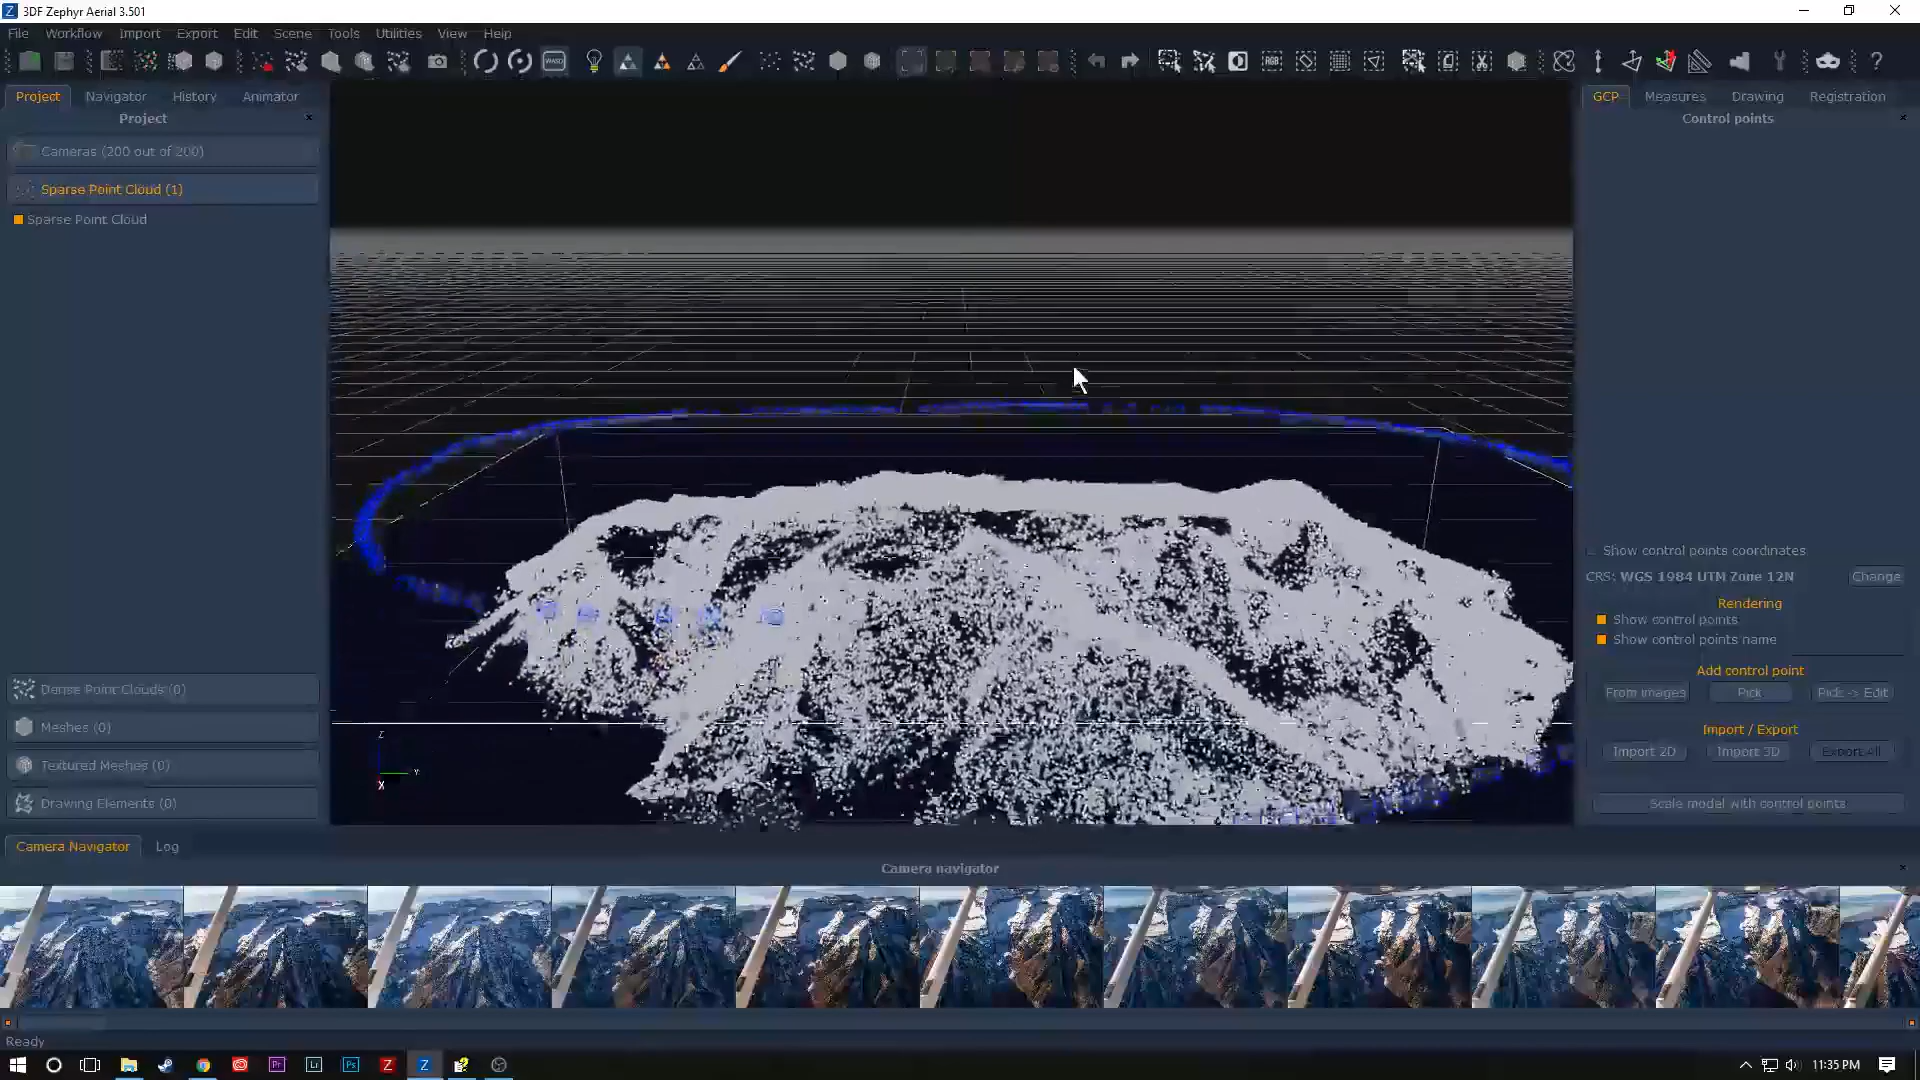 3DF Zephyr Aerial 3.501
File Workflow Import Export Edit Scene Tools Utilities View Help
WASD
RGB
?
Project Navigator History Animator
Project
Cameras (200 out of 200)
Sparse Point Cloud (1)
Sparse Point Cloud
Dense Point Clouds (0)
Meshes (0)
Textured Meshes (0)
Drawing Elements (0)
Z
Y
X
GCP Measures Drawing Registration
Control points
Show control points coordinates
CRS: WGS 1984 UTM Zone 12N Change
Rendering
Show control points
Show control points name
Add control point
From images Pick Pick -> Edit
Import / Export
Import 2D Import 3D Export All
Scale model with control points
Camera Navigator Log
Camera navigator
Ready
Pr Lr Ps Z Z
11:35 PM